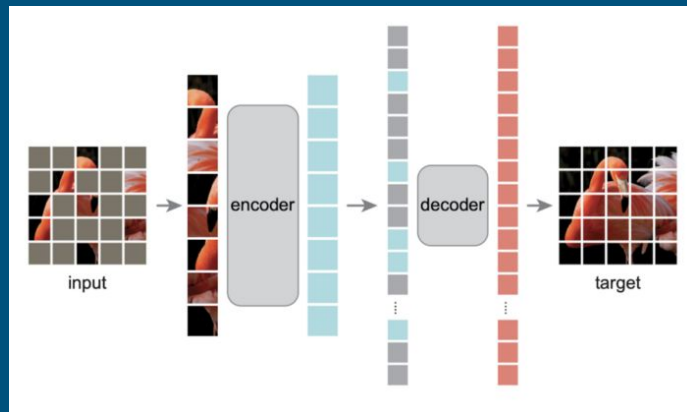 encoder
decoder
input
target